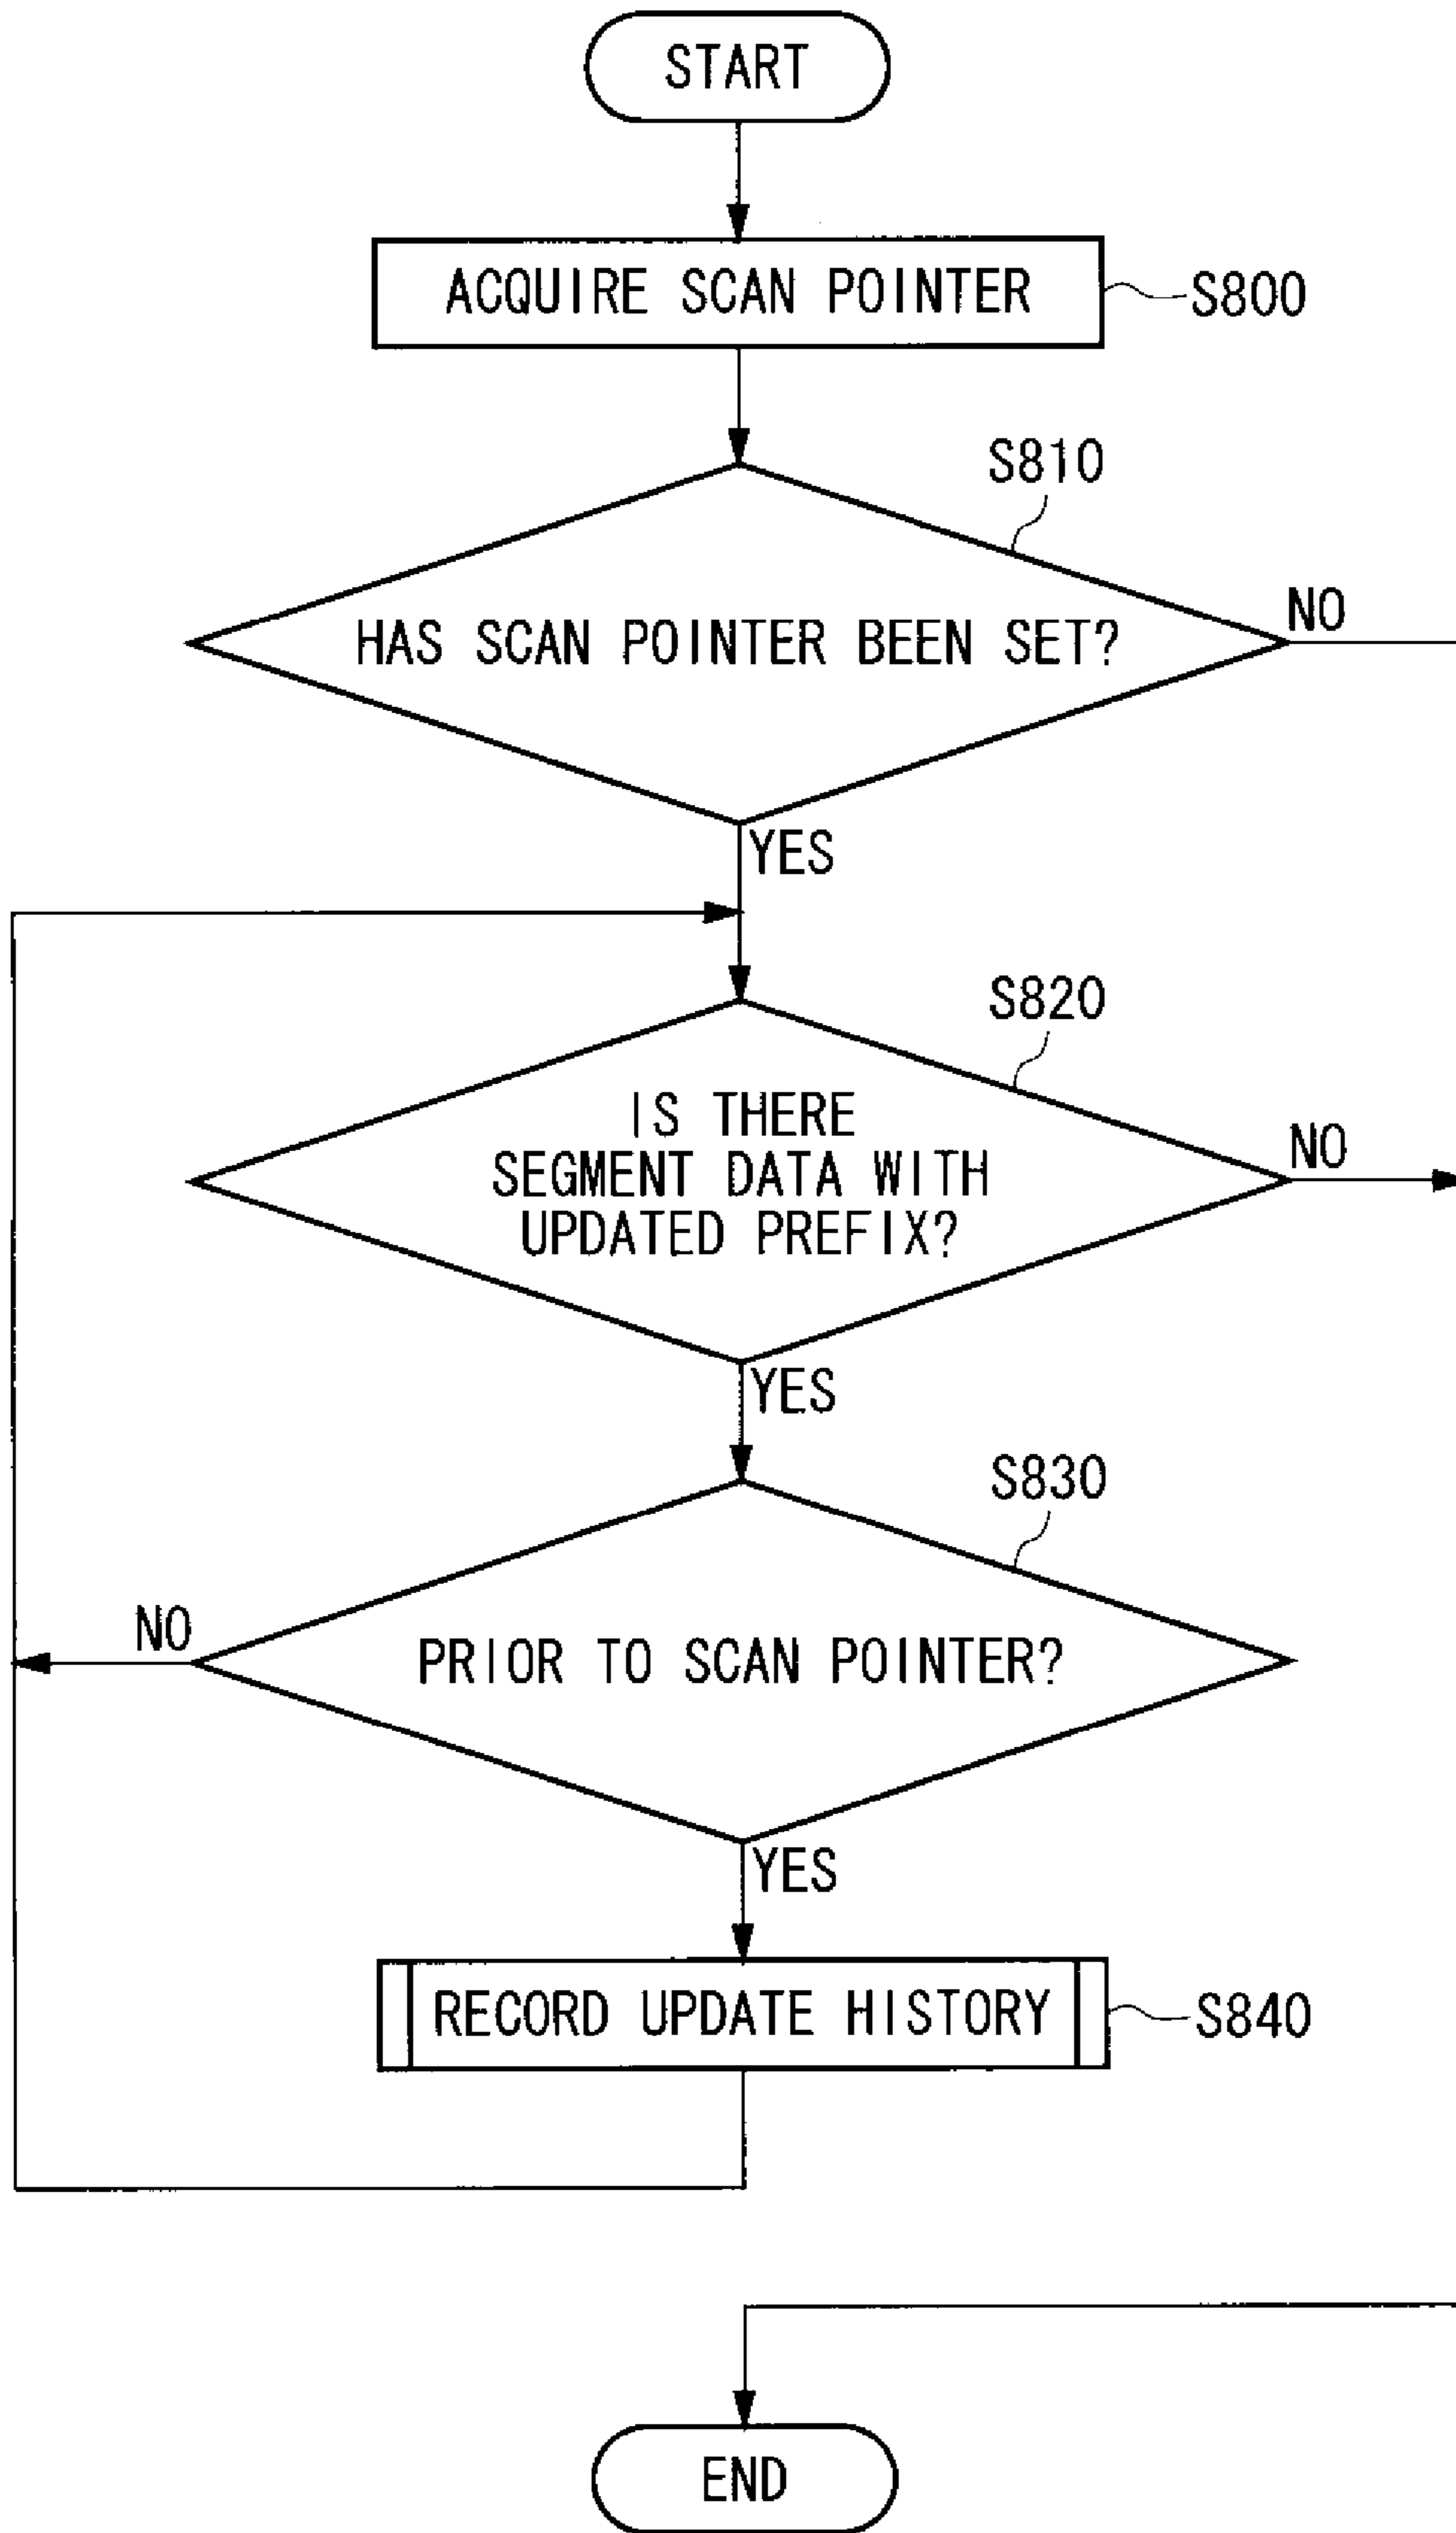 START
ACQUIRE SCAN POINTER
S800
S810
HAS SCAN POINTER BEEN SET?
NO
YES
S820
IS THERE
SEGMENT DATA WITH
UPDATED PREFIX?
NO
YES
S830
PRIOR TO SCAN POINTER?
NO
YES
RECORD UPDATE HISTORY
S840
END